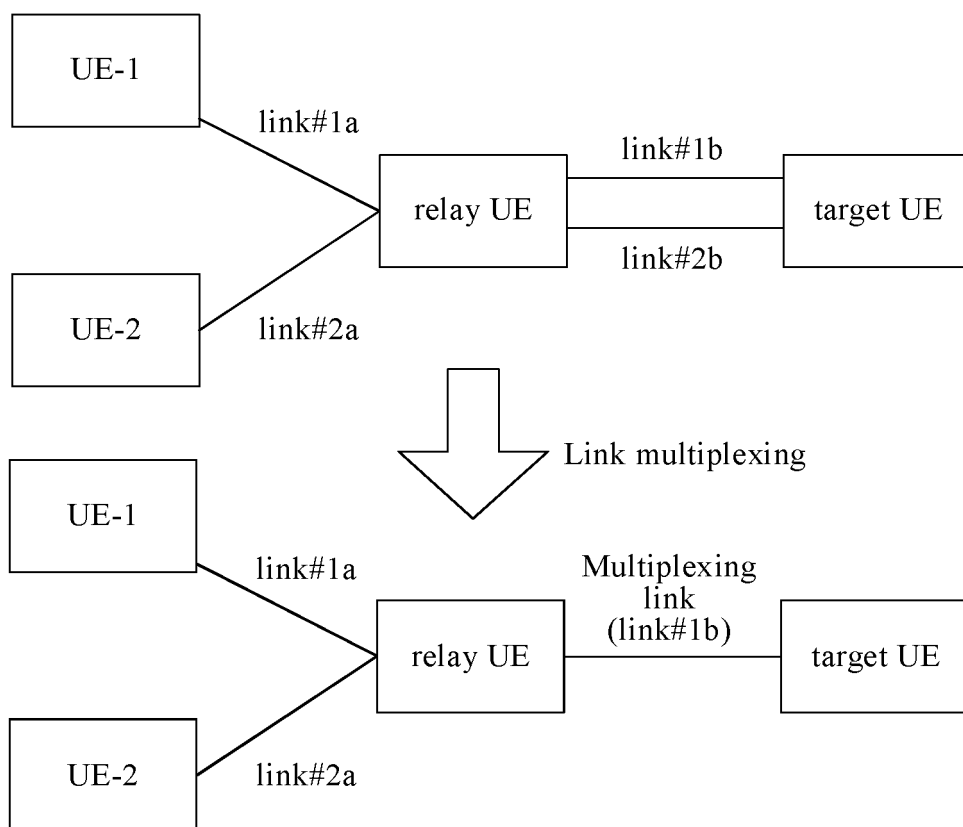 UE-1
link#1a
link#1b
relay UE
target UE
link#2b
UE-2
link#2a
Link multiplexing
UE-1
link#1a
Multiplexing
link
(link#1b)
relay UE
target UE
UE-2
link#2a